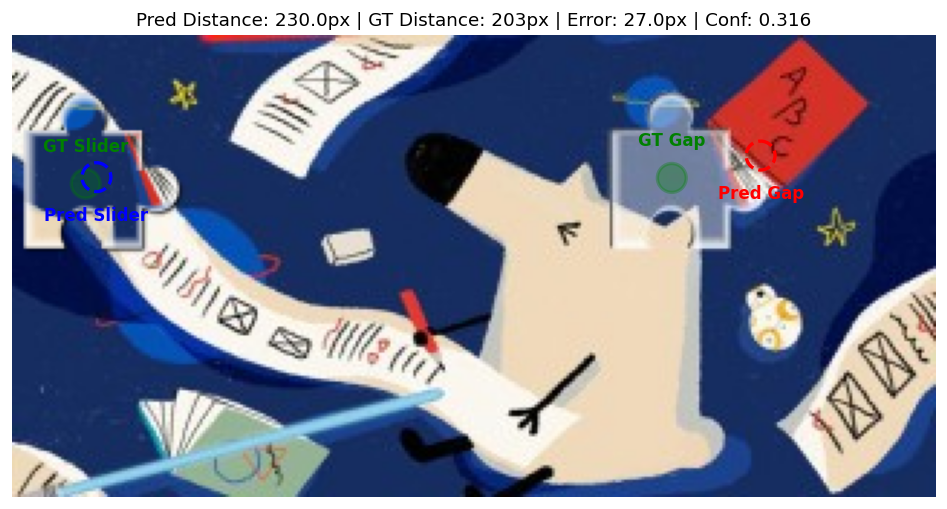 Pred Distance: 230.0px | GT Distance: 203px | Error: 27.0px | Conf: 0.316
A
B
C
GT Slider
GT Gap
Pred Gap
Pred Slider